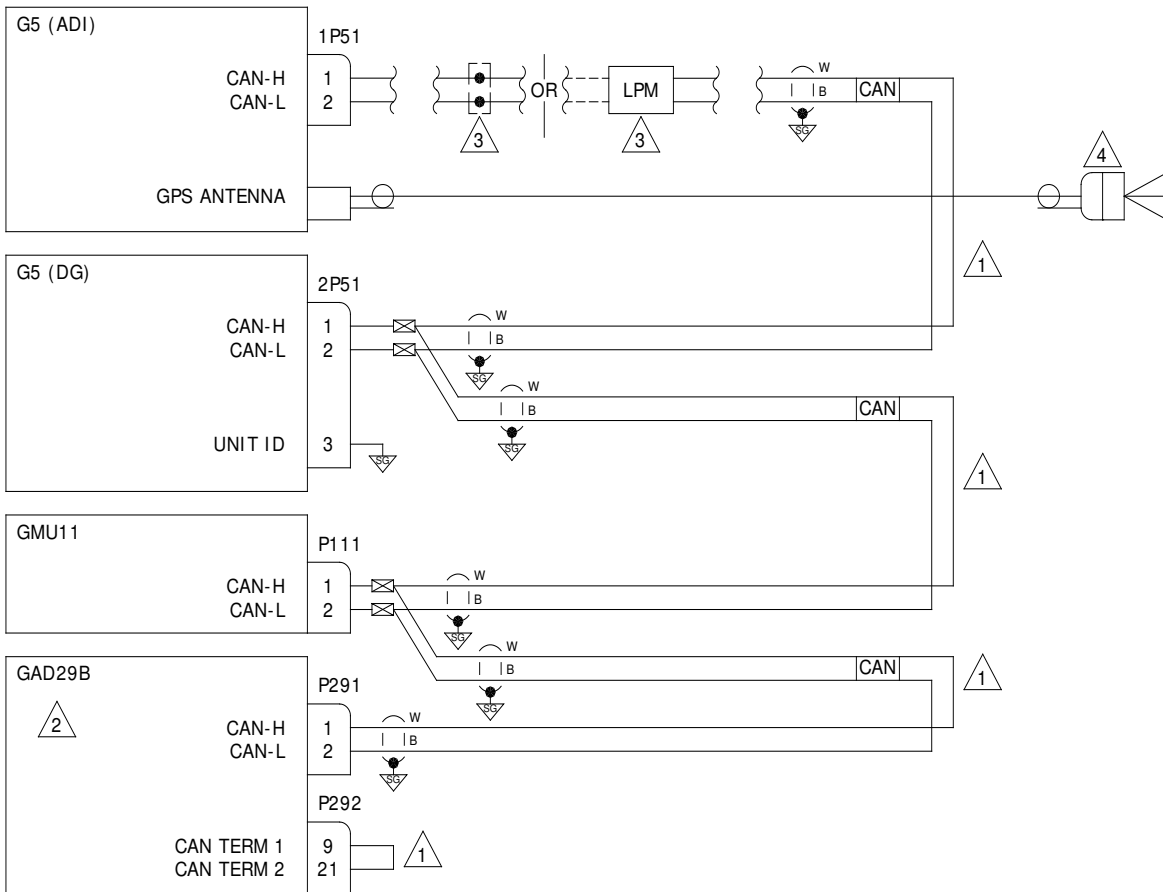 G5 (ADI)
1P51
CAN-H 1
CAN-L 2
3
OR
LPM
3
W
B
CAN
SG
GPS ANTENNA
4
1
G5 (DG)
2P51
CAN-H 1
CAN-L 2
W
B
SG
W
B
CAN
SG
UNIT ID 3
SG
1
GMU11
P111
CAN-H 1
CAN-L 2
W
B
SG
W
B
CAN
SG
1
GAD29B
2
P291
CAN-H 1
CAN-L 2
W
B
SG
P292
CAN TERM 1 9
CAN TERM 2 21
1